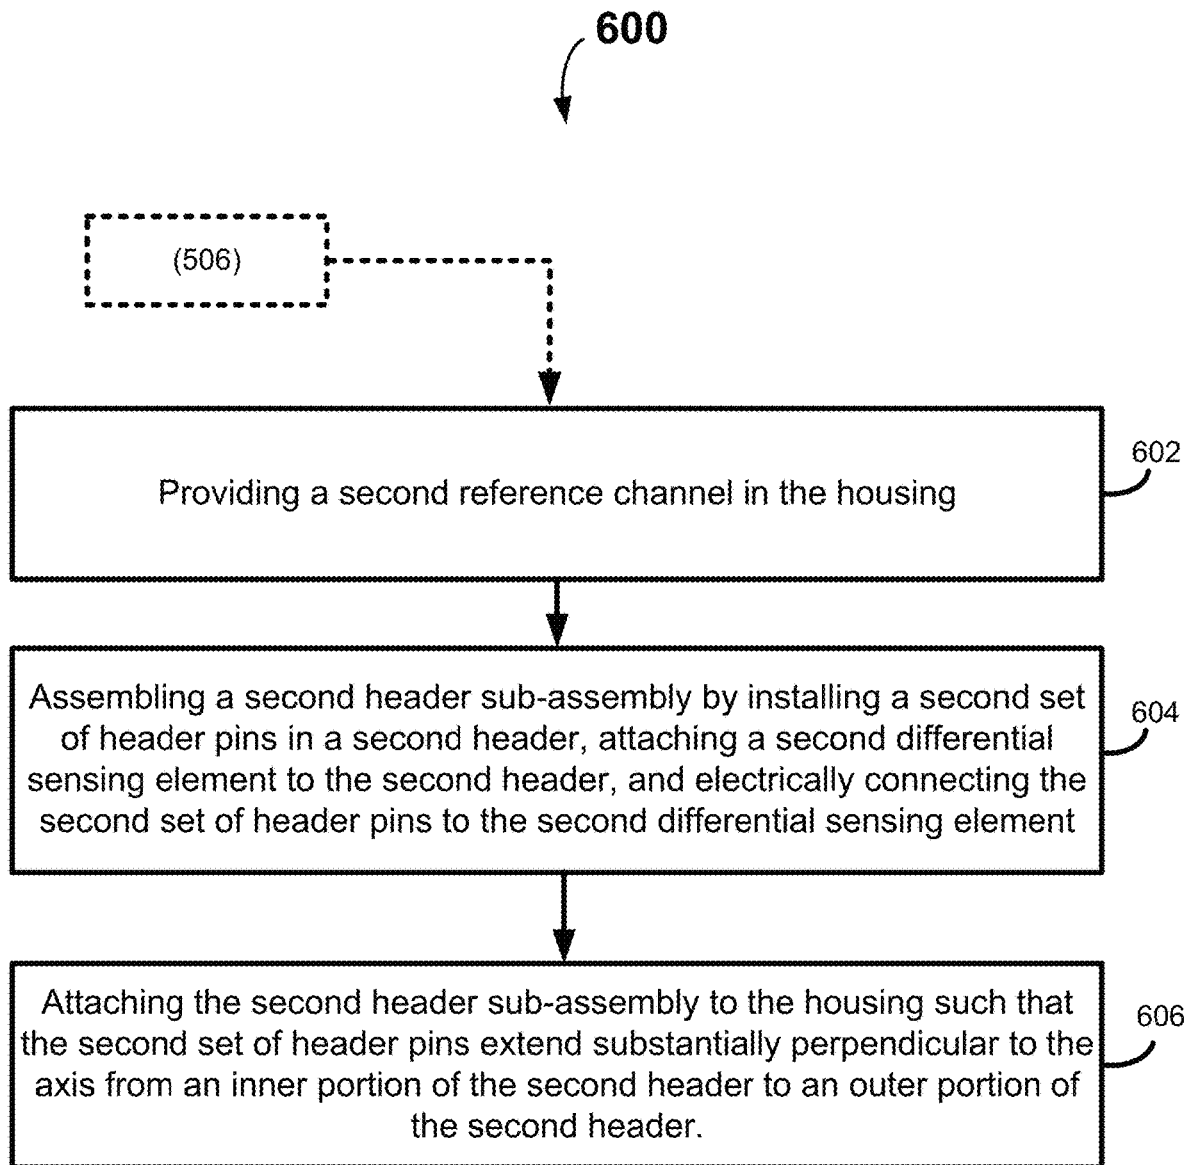 600
(506)
Providing a second reference channel in the housing
602
Assembling a second header sub-assembly by installing a second set
of header pins in a second header, attaching a second differential
sensing element to the second header, and electrically connecting the
second set of header pins to the second differential sensing element
604
Attaching the second header sub-assembly to the housing such that
the second set of header pins extend substantially perpendicular to the
axis from an inner portion of the second header to an outer portion of
the second header.
606